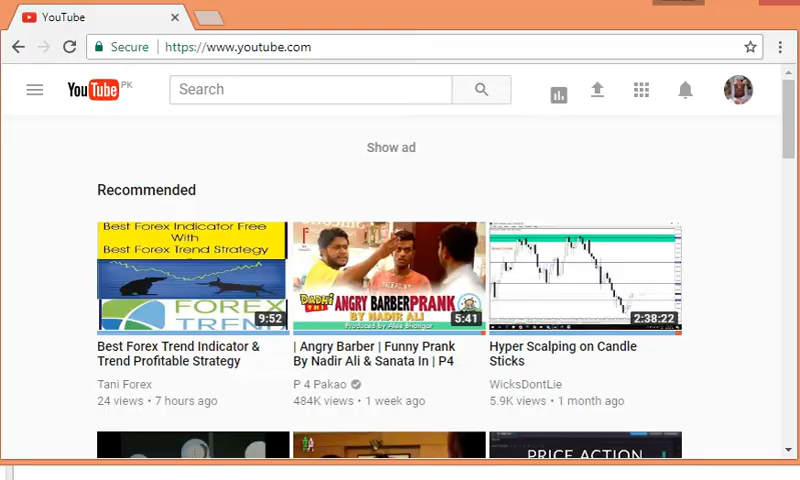 YouTube
Secure
https://www.youtube.com
YouTube PK
Search
Show ad
Recommended
Best Forex Indicator Free
With
Best Forex Trend Strategy
FOREX
TREND
9:52
DADHI
THE
ANGRY BARBER PRANK
BY NADIR ALI
5:41
2:38:22
Best Forex Trend Indicator &
Trend Profitable Strategy
Tani Forex
24 views • 7 hours ago
| Angry Barber | Funny Prank
By Nadir Ali & Sanata In | P4
P 4 Pakao
484K views • 1 week ago
Hyper Scalping on Candle
Sticks
WicksDontLie
5.9K views • 1 month ago
PRICE ACTION